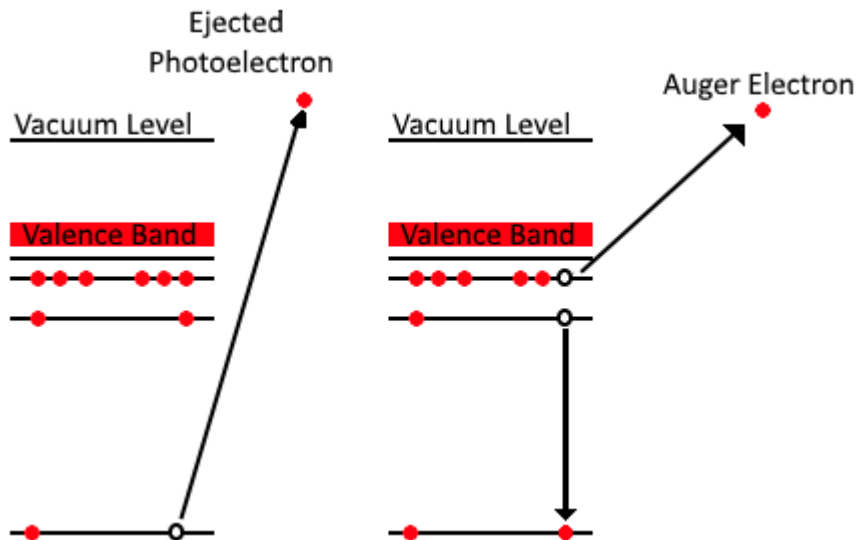 Ejected
Photoelectron
Vacuum Level
Valence Band
Auger Electron
Vacuum Level
Valence Band